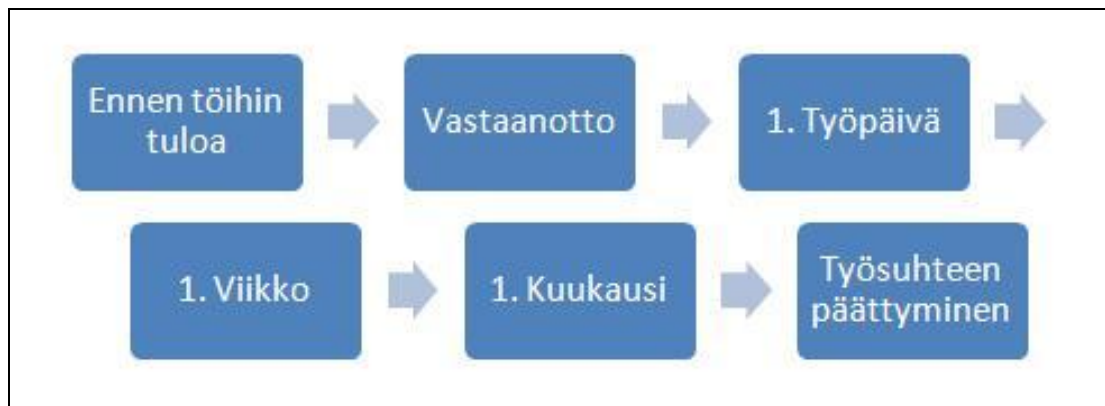 Ennen töihin
tuloa
Vastaanotto
1. Työpäivä
1. Viikko
1. Kuukausi
Työsuhteen
päättyminen